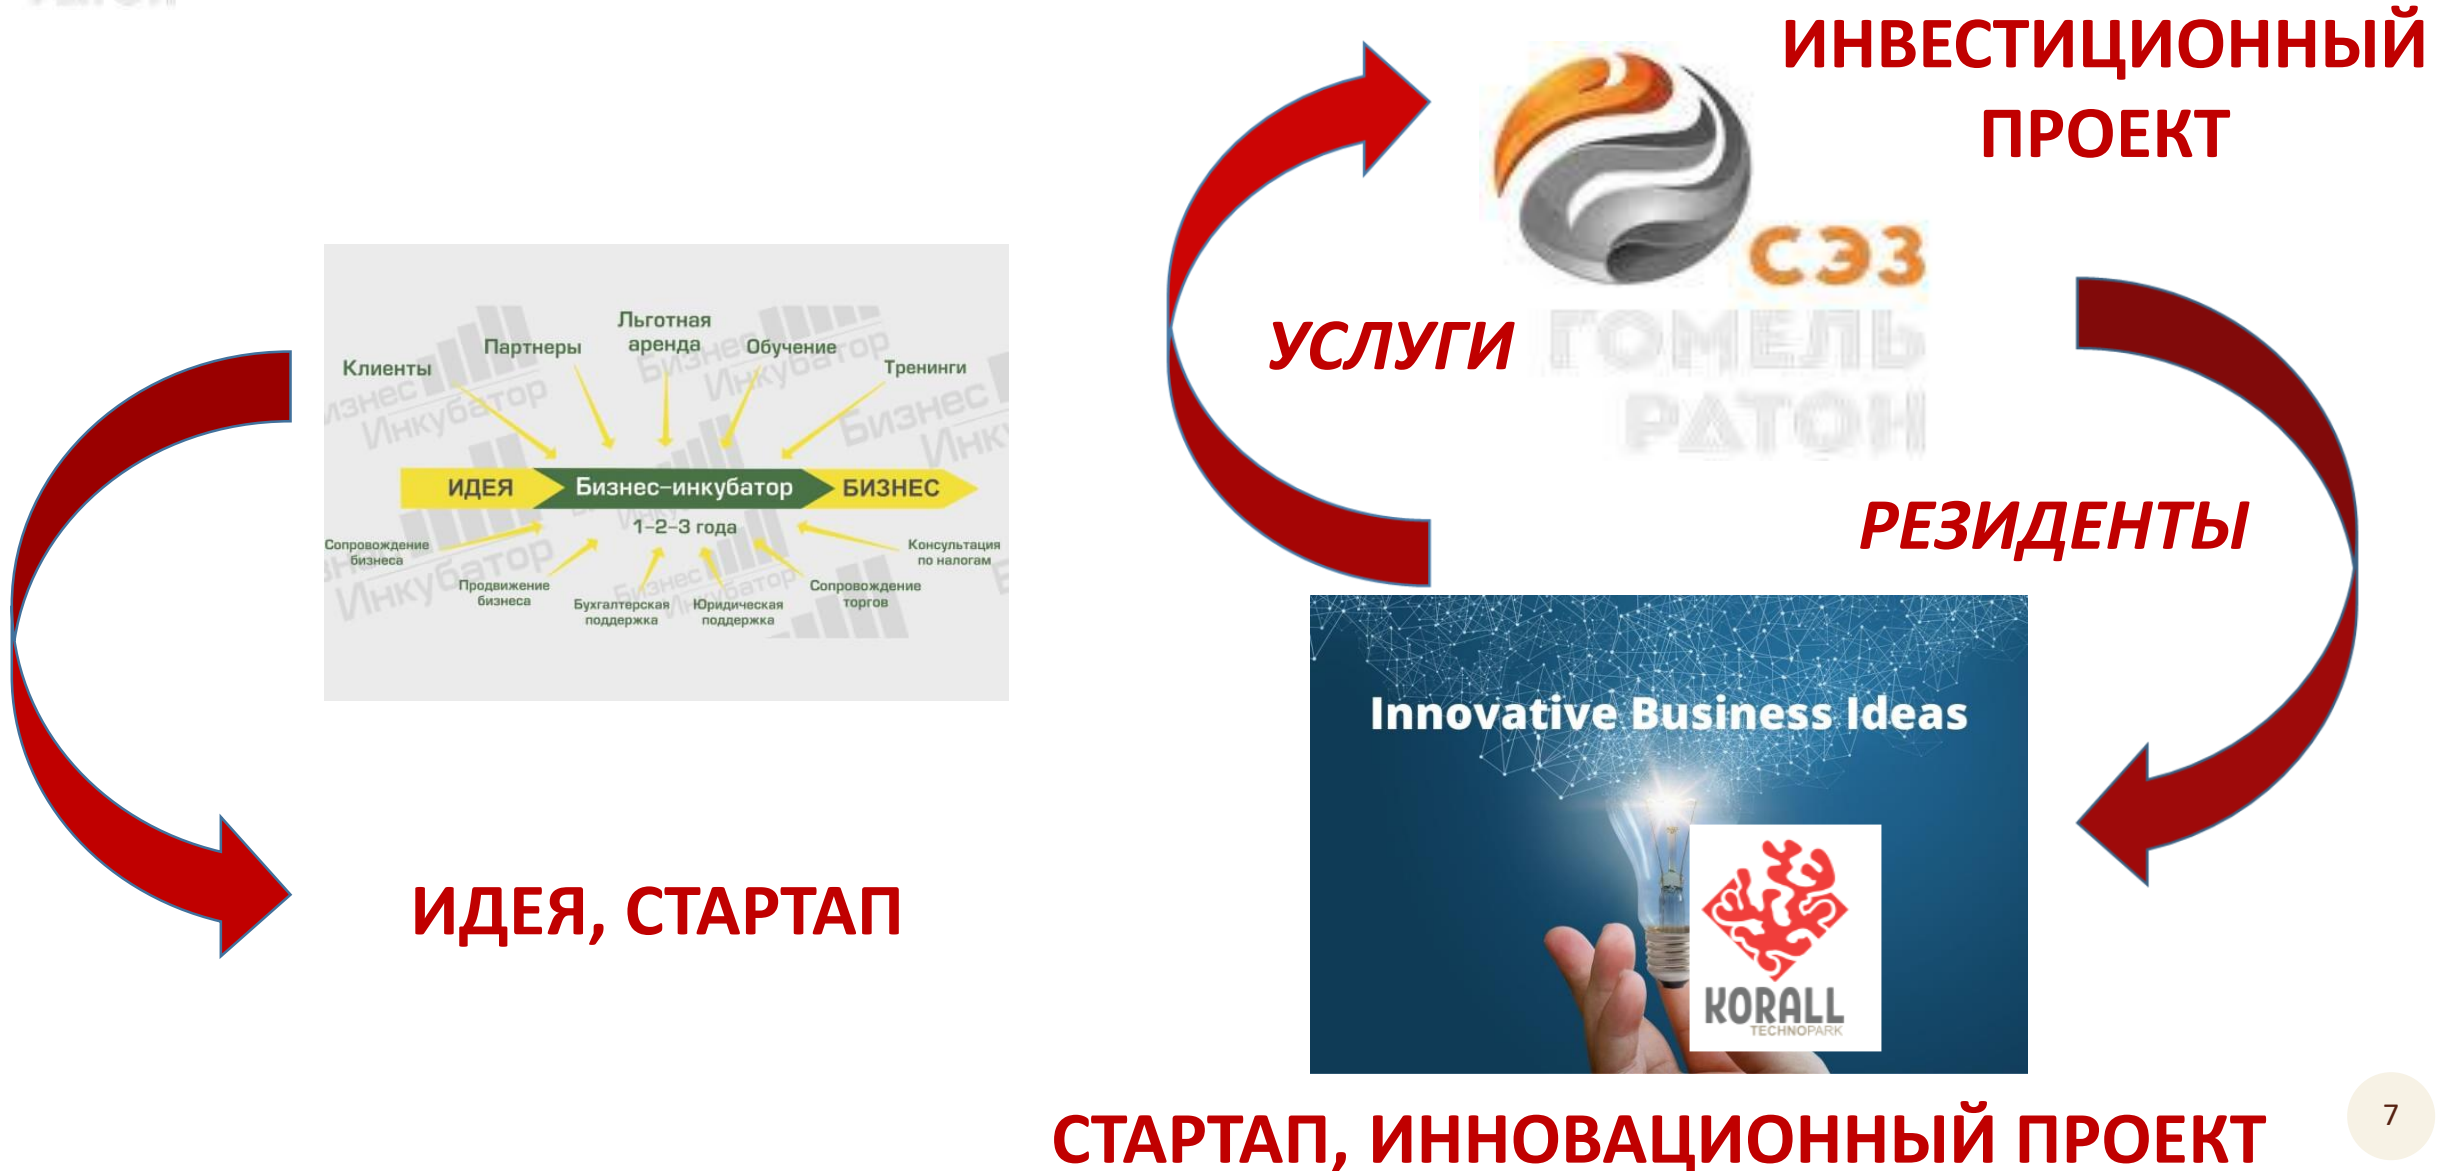 ИНВЕСТИЦИОННЫЙ
ПРОЕКТ
СЭЗ
ГОМЕЛЬ
РАТОН
УСЛУГИ
РЕЗИДЕНТЫ
Клиенты
Партнеры
Льготная
аренда
Обучение
Тренинги
ИДЕЯ
Бизнес-инкубатор
БИЗНЕС
1-2-3 года
Сопровождение
бизнеса
Продвижение
бизнеса
Бухгалтерская
поддержка
Юридическая
поддержка
Сопровождение
торгов
Консультация
по налогам
Бизнес
Инкубатор
ИДЕЯ, СТАРТАП
Innovative Business Ideas
KORALL
TECHNOPARK
СТАРТАП, ИННОВАЦИОННЫЙ ПРОЕКТ
7